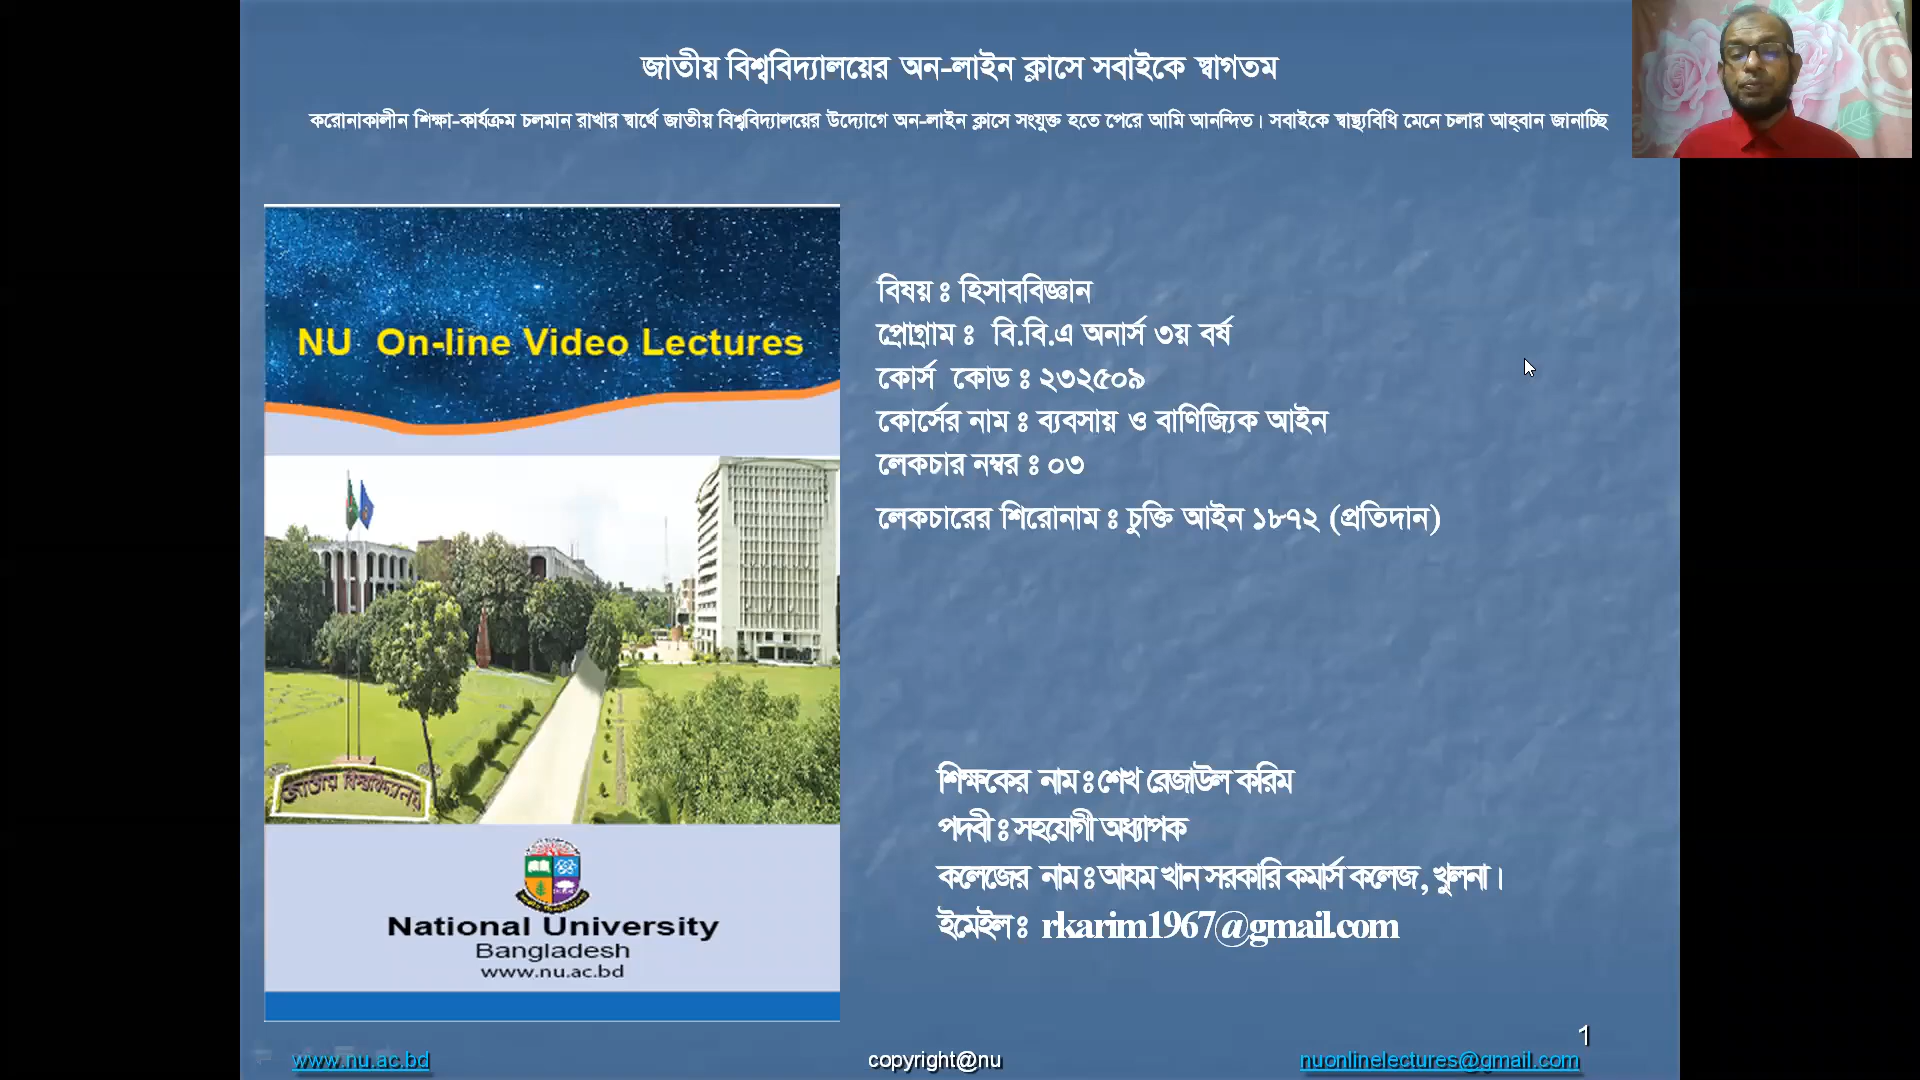 জাতীয় বিশ্ববিদ্যালয়ের অন-লাইন ক্লাসে সবাইকে স্বাগতম
করোনাকালীন শিক্ষা-কার্যক্রম চলমান রাখার স্বার্থে জাতীয় বিশ্ববিদ্যালয়ের উদ্যোগে অন-লাইন ক্লাসে সংযুক্ত হতে পেরে আমি আনন্দিত। সবাইকে স্বাস্থ্যবিধি মেনে চলার আহ্বান জানাচ্ছি
NU On-line Video Lectures
জাতীয় বিশ্ববিদ্যালয়
National University
Bangladesh
www.nu.ac.bd
বিষয় ঃ হিসাববিজ্ঞান
প্রোগ্রাম ঃ বি.বি.এ অনার্স ৩য় বর্ষ
কোর্স কোড ঃ ২৩২৫০৯
কোর্সের নাম ঃ ব্যবসায় ও বাণিজ্যিক আইন
লেকচার নম্বর ঃ ০৩
লেকচারের শিরোনাম ঃ চুক্তি আইন ১৮৭২ (প্রতিদান)
শিক্ষকের নাম ঃ শেখ রেজাউল করিম
পদবী ঃ সহযোগী অধ্যাপক
কলেজের নাম ঃ আযম খান সরকারি কমার্স কলেজ, খুলনা।
ইমেইল ঃ rkarim1967@gmail.com
1
www.nu.ac.bd
copyright@nu
nuonlinelectures@gmail.com